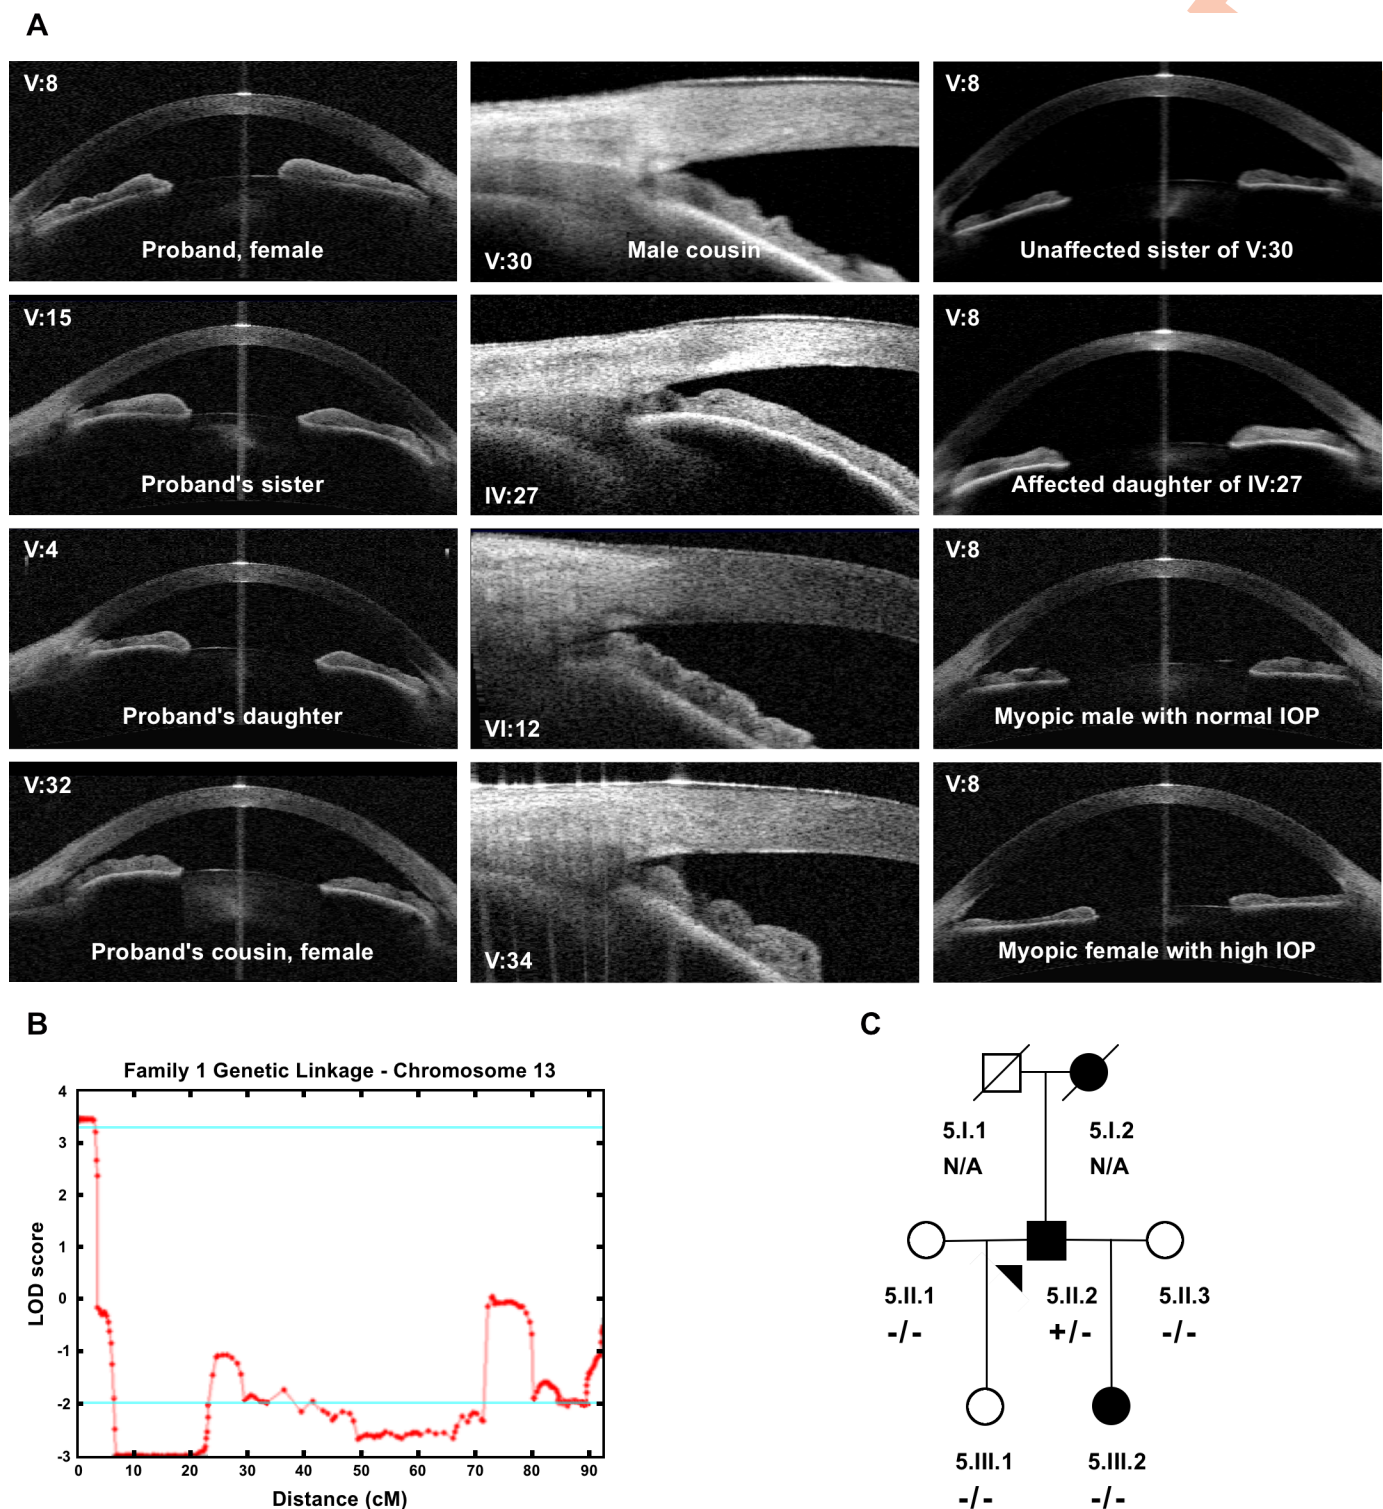 A
V:8
Proband, female
V:30
Male cousin
V:8
Unaffected sister of V:30
V:15
Proband's sister
IV:27
V:8
Affected daughter of IV:27
V:4
Proband's daughter
VI:12
V:8
Myopic male with normal IOP
V:32
Proband's cousin, female
V:34
V:8
Myopic female with high IOP
B
Family 1 Genetic Linkage - Chromosome 13
LOD score
4
3
2
1
0
-1
-2
-3
0 10 20 30 40 50 60 70 80 90
Distance (cM)
C
5.I.1 5.I.2
N/A N/A
5.II.1 5.II.2 5.II.3
-/- +/- -/-
5.III.1 5.III.2
-/- -/-